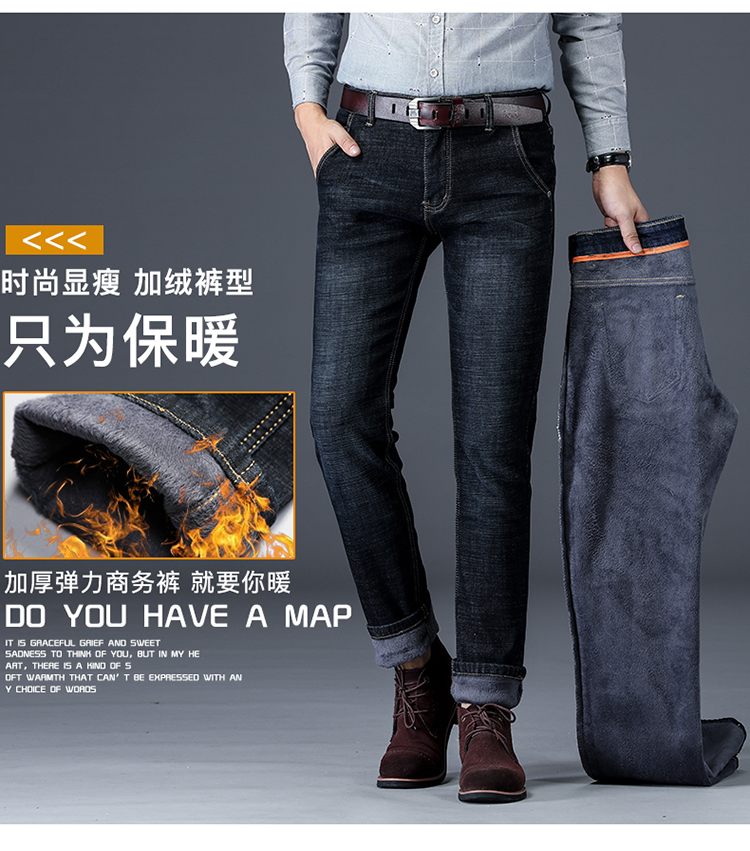 <<<
时尚显瘦 加绒裤型
只为保暖
加厚弹力商务裤 就要你暖
DO YOU HAVE A MAP
IT IS GRACEFUL GRIEF AND SWEET
SADNESS TO THINK OF YOU, BUT IN MY HE
ART, THERE IS A KIND OF S
OFT WARMTH THAT CAN'T BE EXPRESSED WITH AN
Y CHOICE OF WORDS